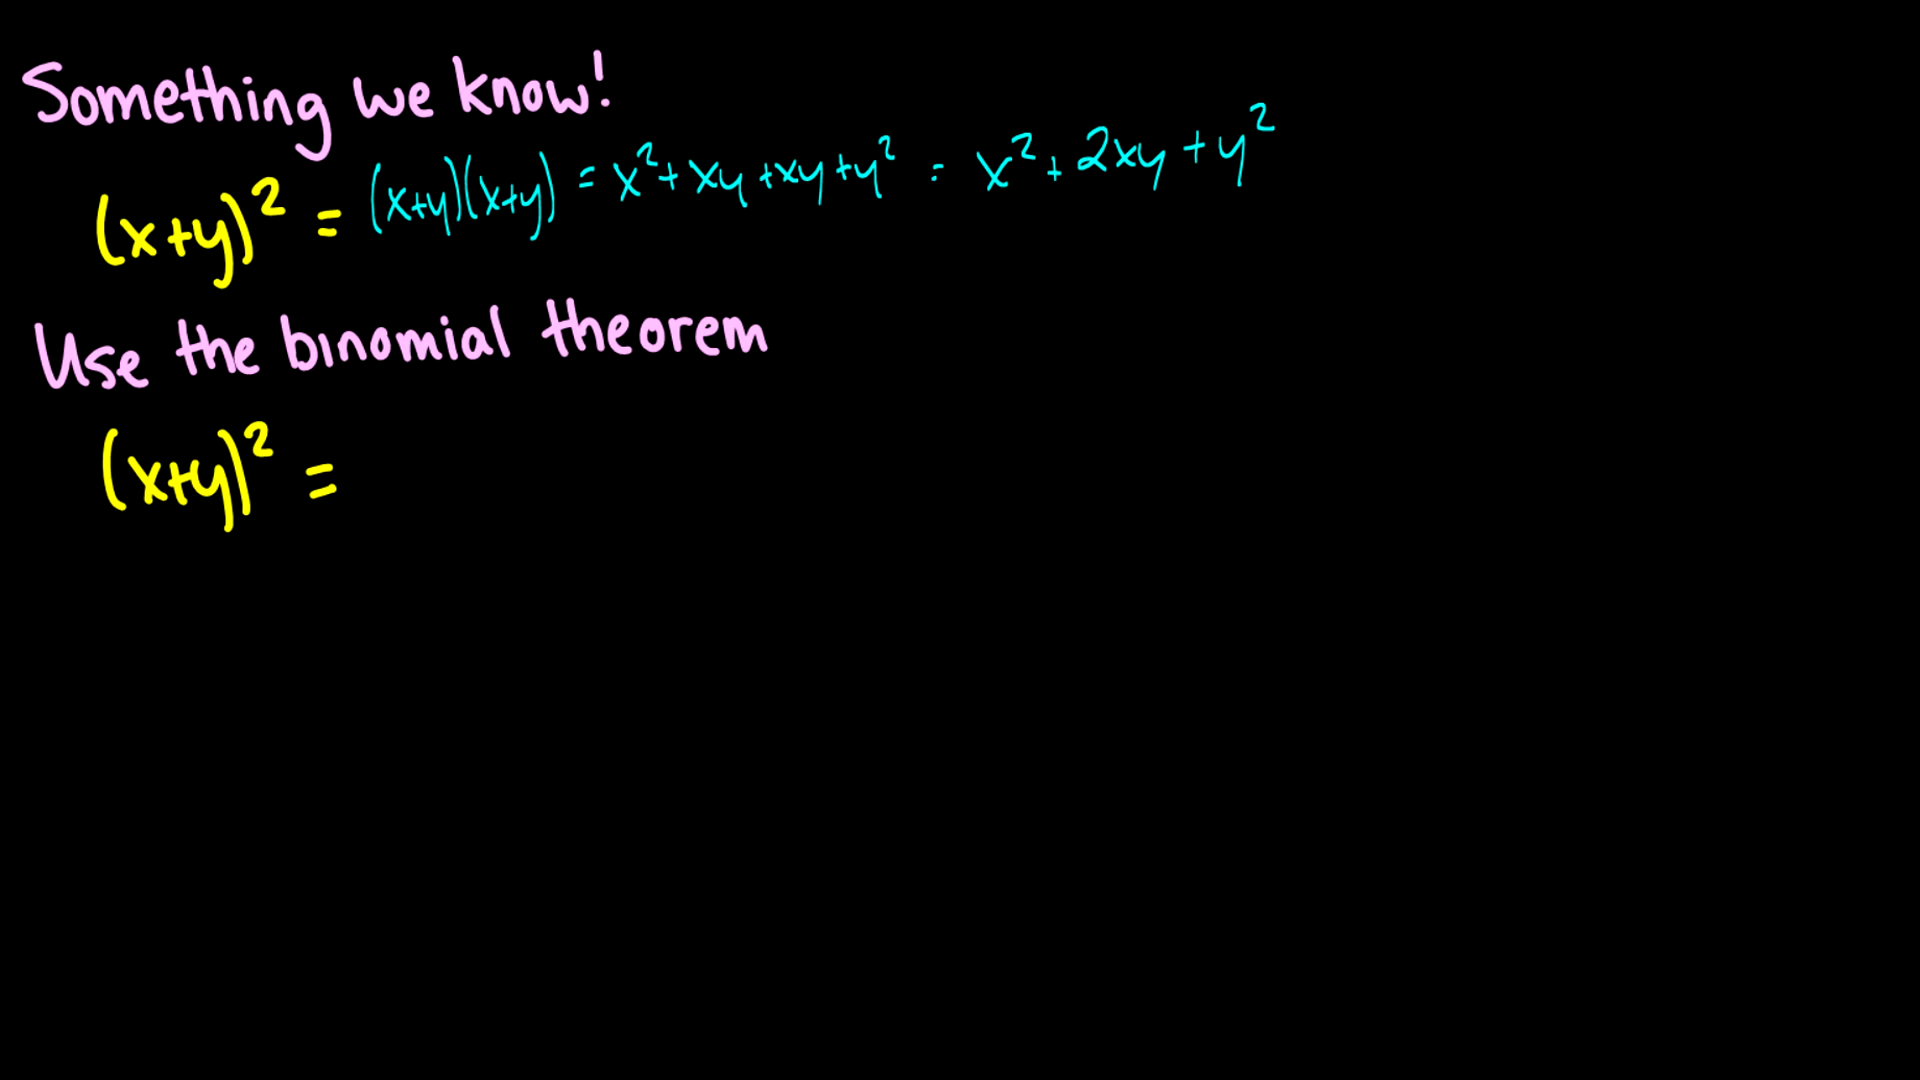 Something we know!
(x+y)² = (x+y)(x+y) = x²+xy+xy+y² = x²+2xy+y²
Use the binomial theorem
(x+y)² =